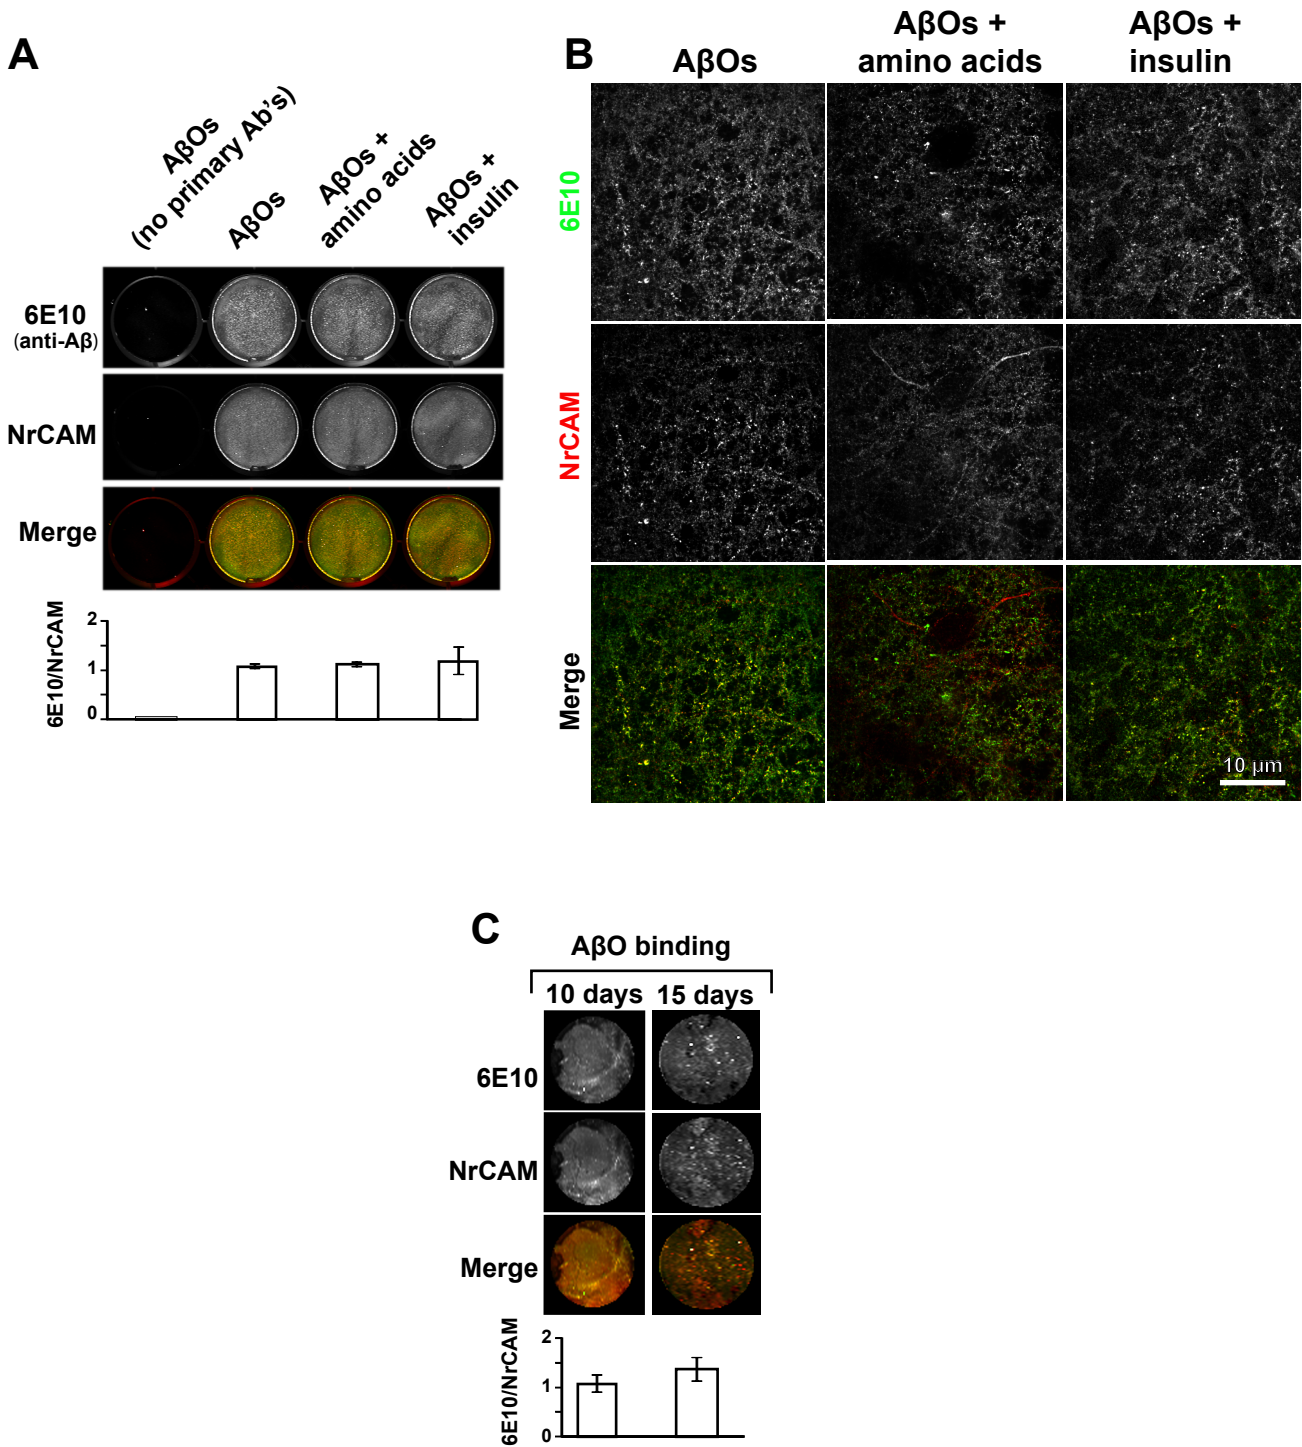 A
AβOs
(no primary Ab's)
AβOs
AβOs +
amino acids
AβOs +
insulin
6E10
(anti-Aβ)
NrCAM
Merge
6E10/NrCAM
2
1
0
B
AβOs
AβOs +
amino acids
AβOs +
insulin
6E10
NrCAM
Merge
10 μm
C
AβO binding
10 days
15 days
6E10
NrCAM
Merge
6E10/NrCAM
2
1
0